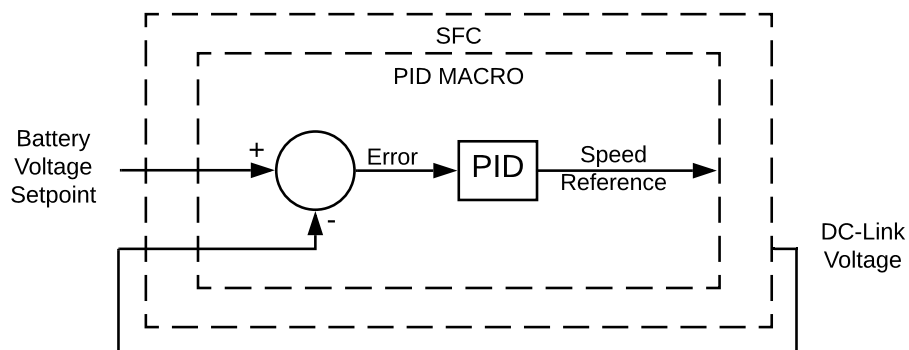 SFC
PID MACRO
Battery
Voltage
Setpoint
+
Error
PID
Speed
Reference
-
DC-Link
Voltage